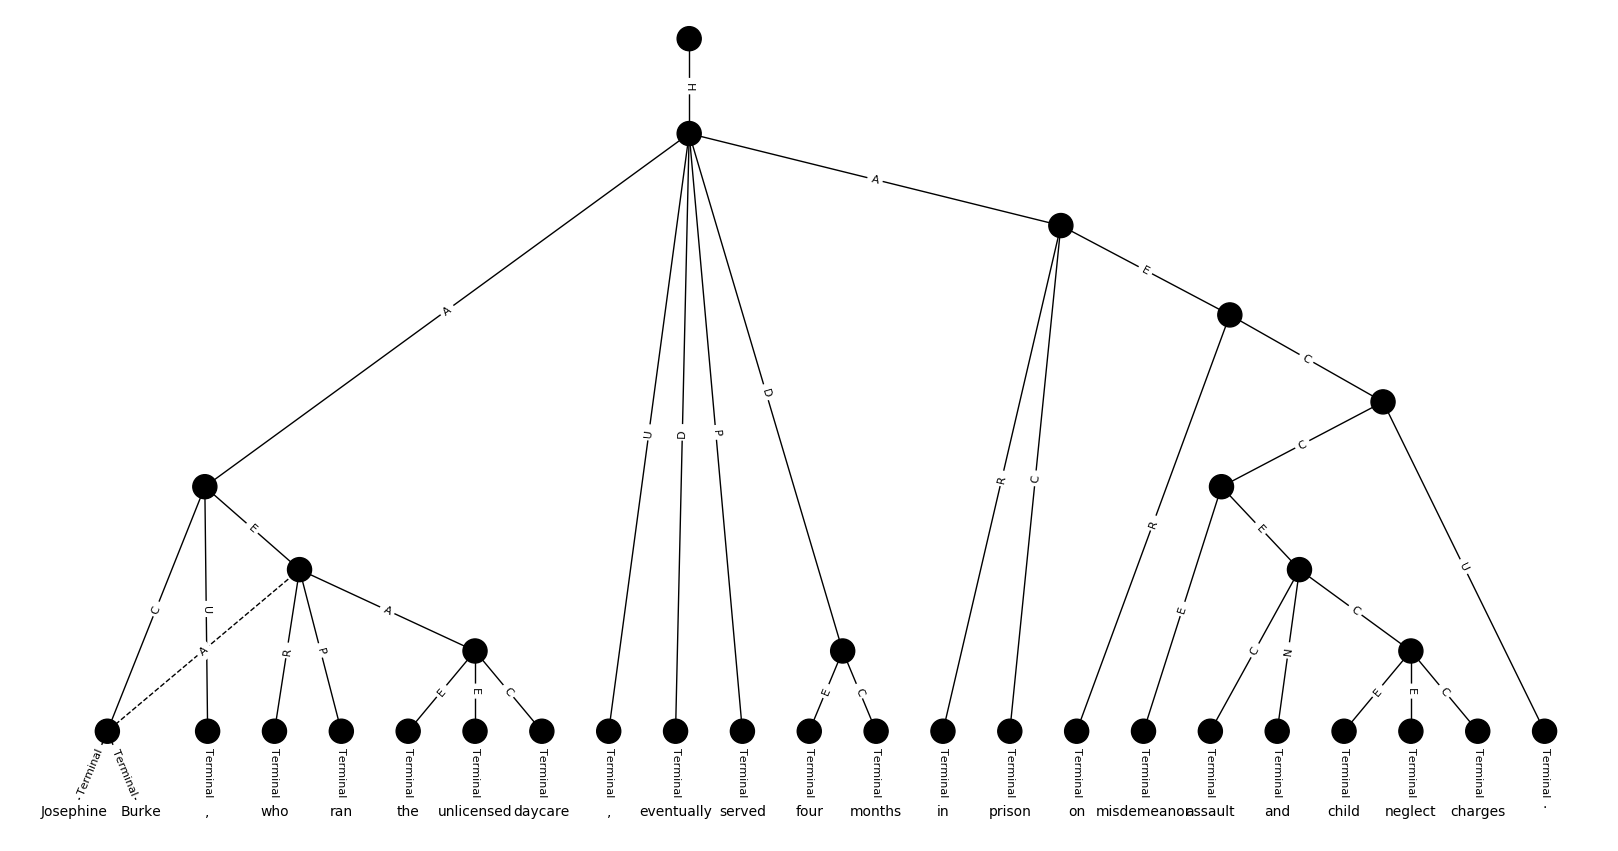 H
A
A
E
C
C
U
D
P
D
R
C
R
C
E
U
E
E
C
U
A
R
P
A
E
E
C
E
C
C
N
C
E
E
C
Terminal Terminal Terminal Terminal Terminal Terminal Terminal Terminal Terminal Terminal Terminal Terminal Terminal Terminal Terminal Terminal Terminal Terminal Terminal Terminal Terminal Terminal Terminal
Josephine Burke , who ran the unlicensed daycare , eventually served four months in prison on misdemeanor assault and child neglect charges .